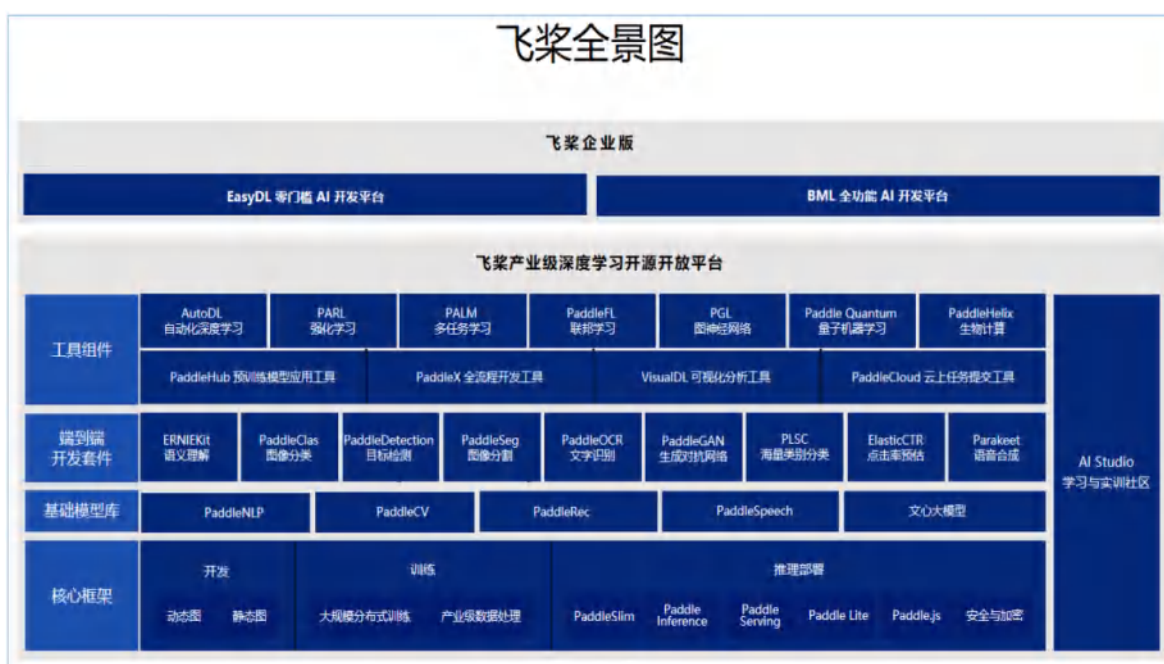 飞桨全景图
飞桨企业版
EasyDL 零门槛 AI 开发平台
BML 全功能 AI 开发平台
飞桨产业级深度学习开源开放平台
工具组件
AutoDL
自动化深度学习
PARL
强化学习
PALM
多任务学习
PaddleFL
联邦学习
PGL
图神经网络
Paddle Quantum
量子机器学习
PaddleHelix
生物计算
PaddleHub 预训练模型应用工具
PaddleX 全流程开发工具
VisualDL 可视化分析工具
PaddleCloud 云上任务提交工具
端到端
开发套件
ERNIEKit
语义理解
PaddleClas
图像分类
PaddleDetection
目标检测
PaddleSeg
图像分割
PaddleOCR
文字识别
PaddleGAN
生成对抗网络
PLSC
海量类别分类
ElasticCTR
点击率预估
Parakeet
语音合成
基础模型库
PaddleNLP
PaddleCV
PaddleRec
PaddleSpeech
文心大模型
核心框架
开发
动态图
静态图
训练
大规模分布式训练
产业级数据处理
推理部署
PaddleSlim
Paddle
Inference
Paddle
Serving
Paddle Lite
Paddle.js
安全与加密
AI Studio
学习与实训社区